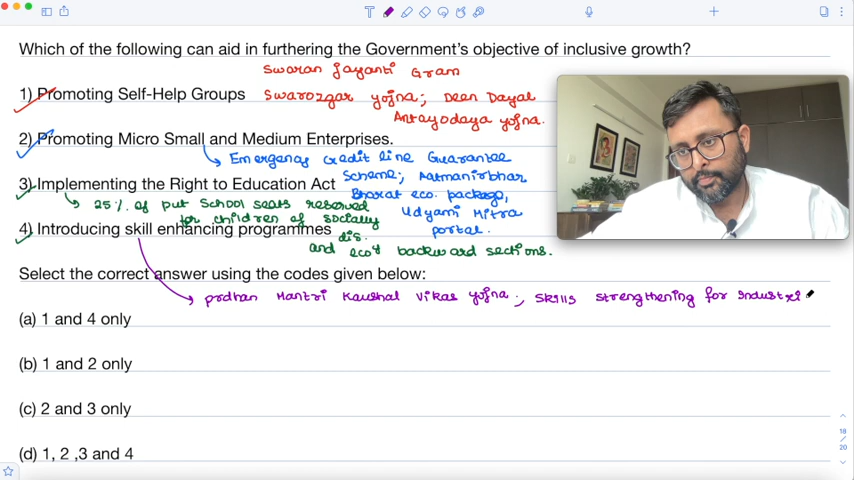 Which of the following can aid in furthering the Government's objective of inclusive growth?
Swaran Jayanti Gram
1) Promoting Self-Help Groups Swarozgar yojna; Deen Dayal
Antayodaya yojna.
2) Promoting Micro Small and Medium Enterprises.
Emergency credit line Guarantee
3) Implementing the Right to Education Act Scheme; Aatmanirbhar
Bharat eco. package,
25% of pvt School seats reserved
Udyami Mitra
for children of socially
4) Introducing skill enhancing programmes portal.
dis.
and eco^y backward sections.
Select the correct answer using the codes given below:
prdhan Mantri Kaushal Vikas yojna; Skills Strengthening for Industri
(a) 1 and 4 only
(b) 1 and 2 only
(c) 2 and 3 only
(d) 1, 2 ,3 and 4
18
/
20